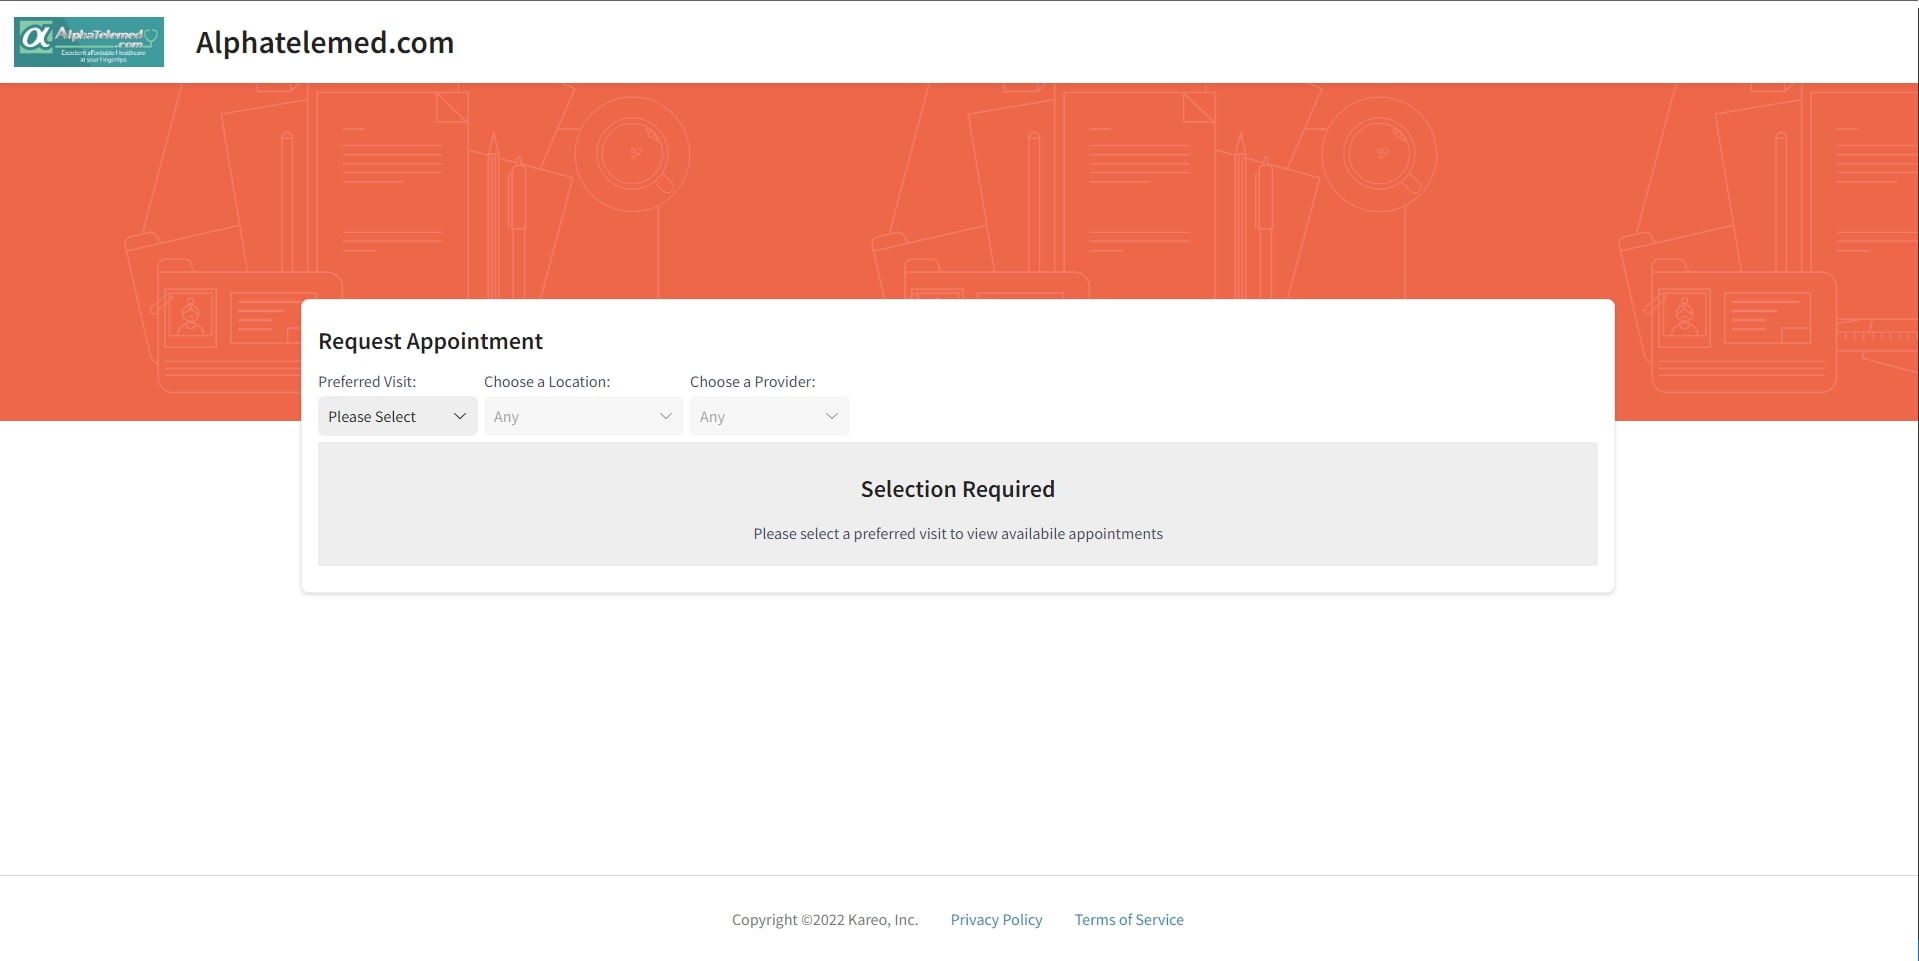 α AlphaTelemed
.com
Excellent affordable Healthcare
at your Fingertips
Alphatelemed.com
Request Appointment
Preferred Visit: Choose a Location: Choose a Provider:
Please Select Any Any
Selection Required
Please select a preferred visit to view availabile appointments
Copyright ©2022 Kareo, Inc. Privacy Policy Terms of Service